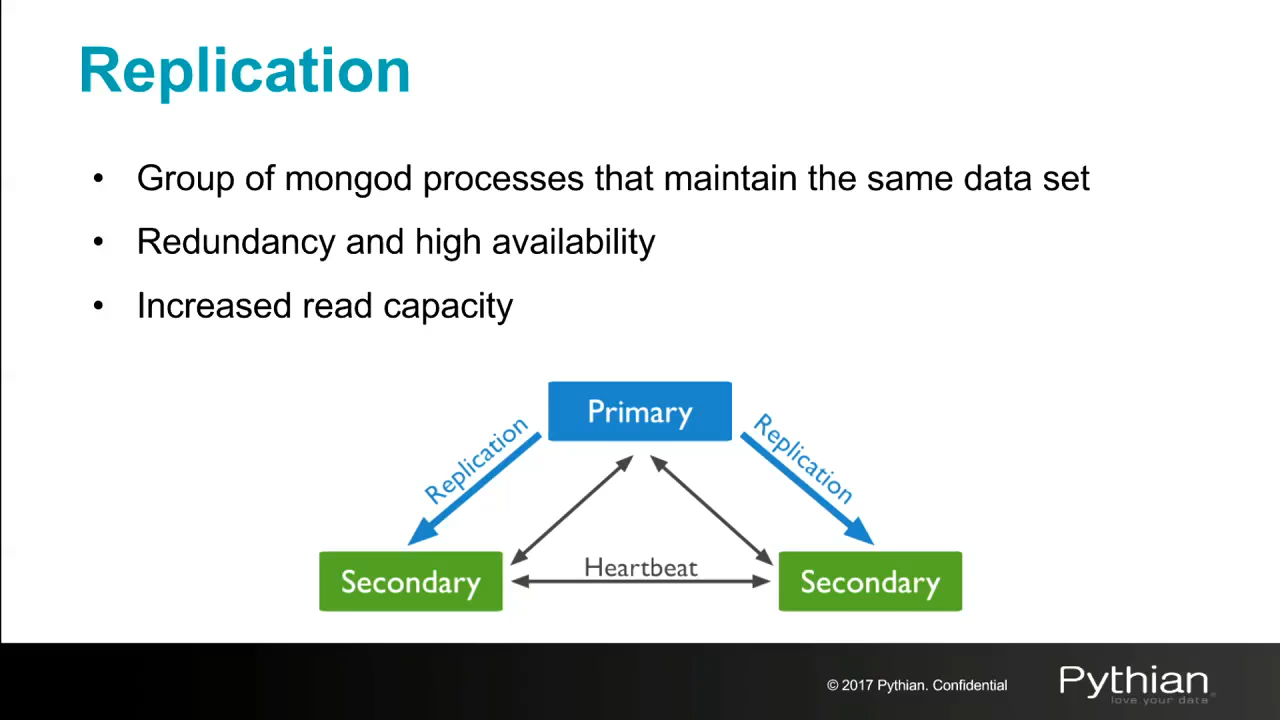 Replication
• Group of mongod processes that maintain the same data set
• Redundancy and high availability
• Increased read capacity
Primary
Replication
Replication
Heartbeat
Secondary
Secondary
© 2017 Pythian. Confidential
Pythian
love your data